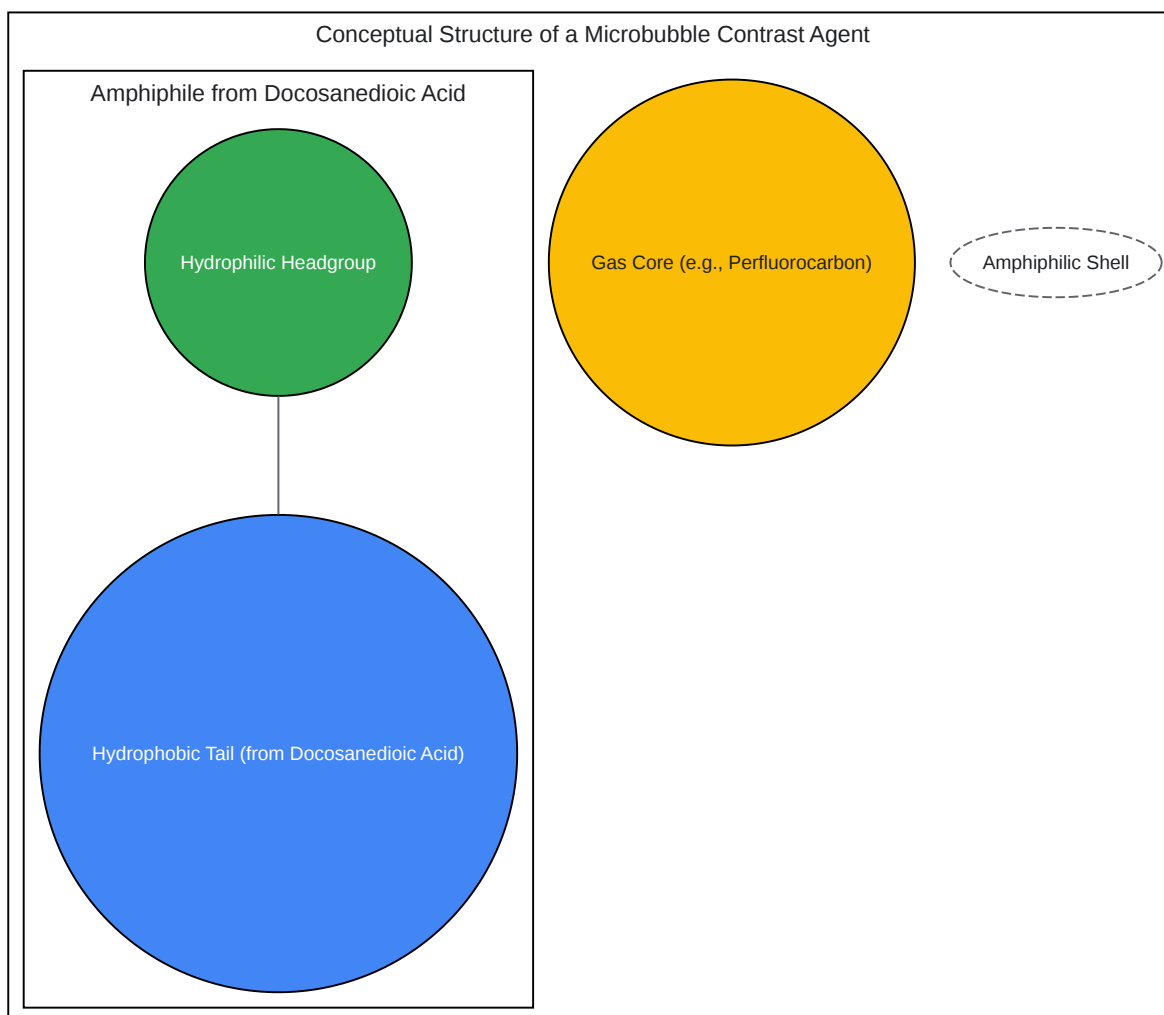 Conceptual Structure of a Microbubble Contrast Agent
Amphiphile from Docosanedioic Acid
Hydrophilic Headgroup
Gas Core (e.g., Perfluorocarbon)
Amphiphilic Shell
Hydrophobic Tail (from Docosanedioic Acid)